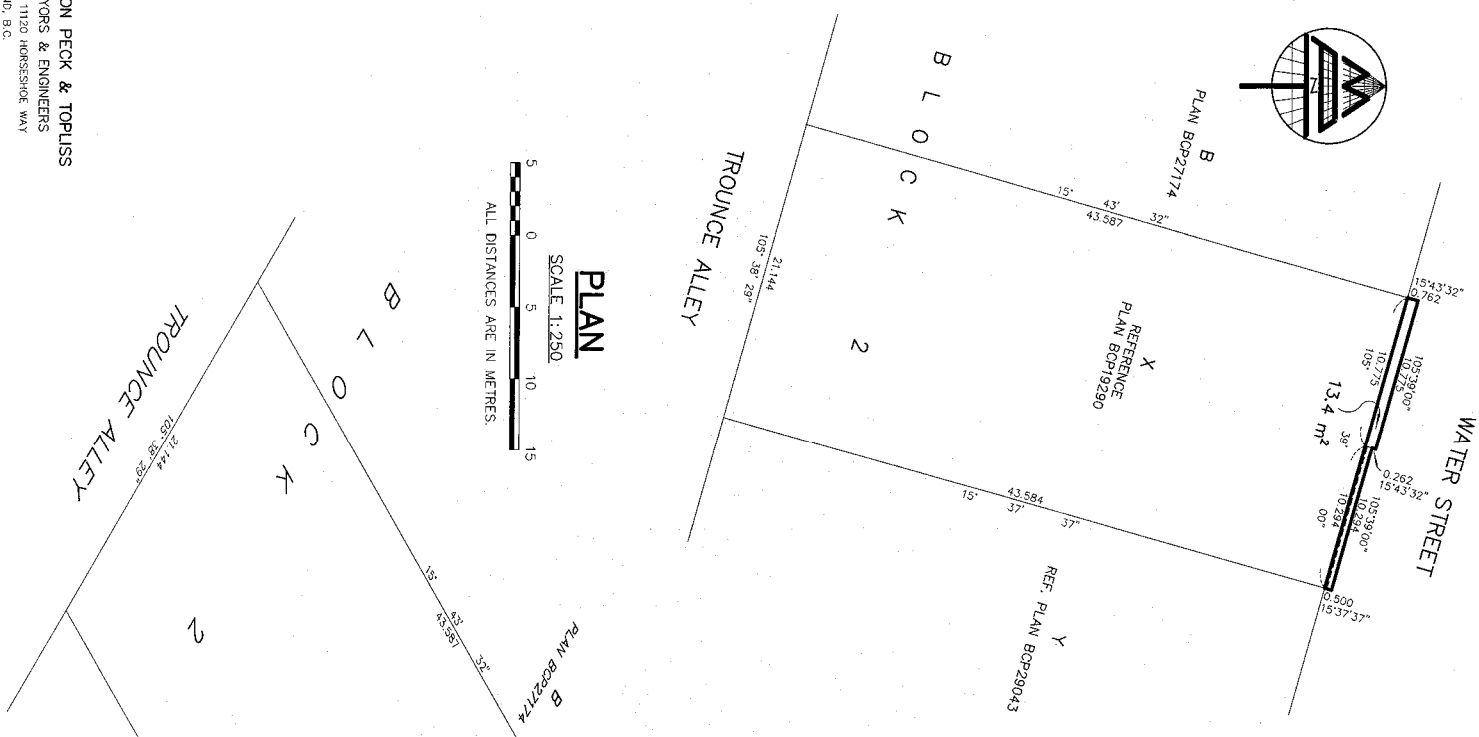 ON PECK & TOPLISS
YORS & ENGINEERS
11120 HORSESHOE WAY
ND, B.C.
N
WATER STREET
B
PLAN BCP27174
BLOCK
15° 43' 32"
43.587
15°43'32"
0.762
105°39'00"
10.775
10.775
105° 39' 00"
13.4 m²
0.262
15°43'32"
105°39'00"
10.294
10.294
0.500
15°37'37"
X
REFERENCE
PLAN BCP19290
2
43.584
15° 37' 37"
Y
REF. PLAN BCP29043
TROUNCE ALLEY
21.144
105° 38' 29"
PLAN
SCALE 1:250
5 0 5 10 15
ALL DISTANCES ARE IN METRES.
BLOCK
TROUNCE ALLEY
21.144
105° 38' 29"
2
15° 43' 32"
43.587
B
PLAN BCP27174